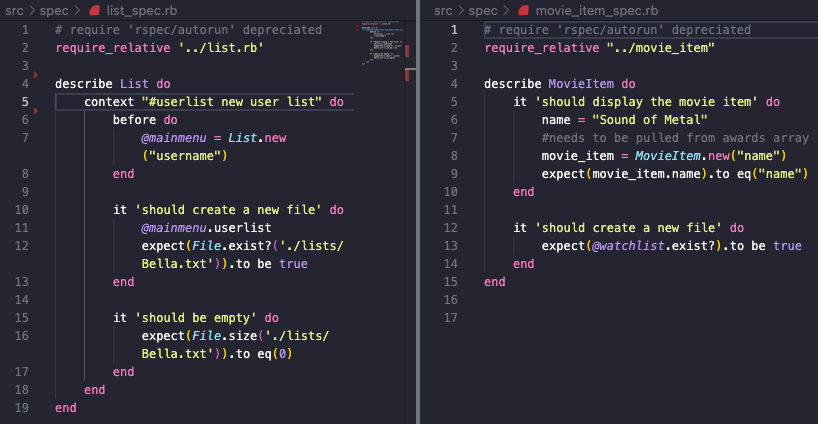 src > spec > list_spec.rb
1 # require 'rspec/autorun' depreciated
2 require_relative '../list.rb'
3
4 describe List do
5 context "#userlist new user list" do
6 before do
7 @mainmenu = List.new
("username")
8 end
9
10 it 'should create a new file' do
11 @mainmenu.userlist
12 expect(File.exist?('./lists/
Bella.txt')).to be true
13 end
14
15 it 'should be empty' do
16 expect(File.size('./lists/
Bella.txt')).to eq(0)
17 end
18 end
19 end
src > spec > movie_item_spec.rb
1 # require 'rspec/autorun' depreciated
2 require_relative "../movie_item"
3
4 describe MovieItem do
5 it 'should display the movie item' do
6 name = "Sound of Metal"
7 #needs to be pulled from awards array
8 movie_item = MovieItem.new("name")
9 expect(movie_item.name).to eq("name")
10 end
11
12 it 'should create a new file' do
13 expect(@watchlist.exist?).to be true
14 end
15 end
16
17